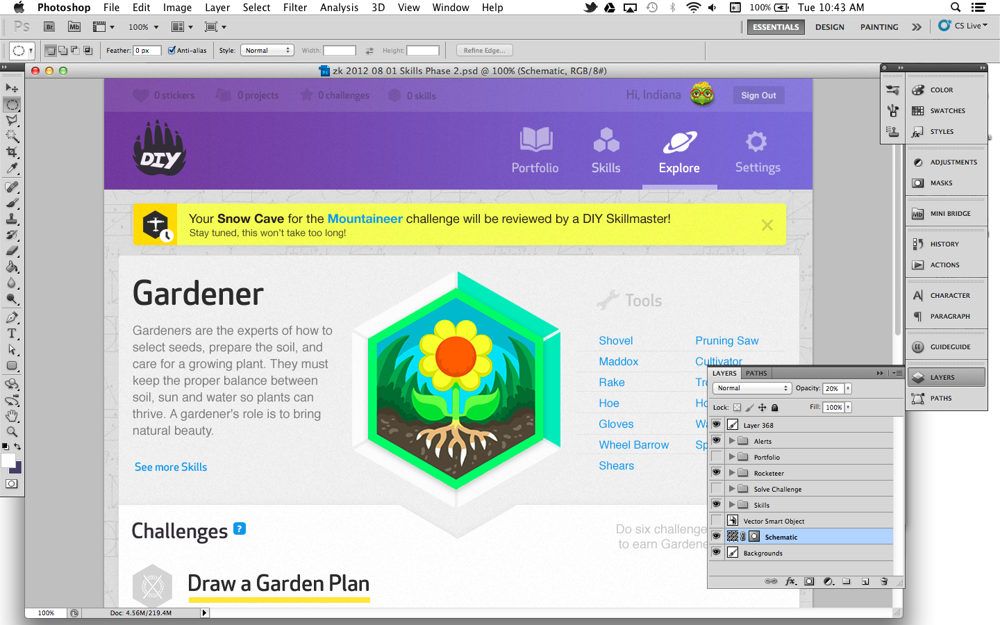 Photoshop File Edit Image Layer Select Filter Analysis 3D View Window Help 100% Tue 10:43 AM
Ps Br Mb 100% ESSENTIALS DESIGN PAINTING CS Live
Feather: 0 px Anti-alias Style: Normal Width: Height: Refine Edge...
zk 2012 08 01 Skills Phase 2.psd @ 100% (Schematic, RGB/8#)
0 stickers 0 projects 0 challenges 0 skills Hi, Indiana Sign Out
DIY
Portfolio Skills Explore Settings
Your Snow Cave for the Mountaineer challenge will be reviewed by a DIY Skillmaster!
Stay tuned, this won't take too long!
Gardener
Gardeners are the experts of how to
select seeds, prepare the soil, and
care for a growing plant. They must
keep the proper balance between
soil, sun and water so plants can
thrive. A gardener's role is to bring
natural beauty.
See more Skills
Tools
Shovel Pruning Saw
Maddox Cultivator
Rake
Hoe
Gloves
Wheel Barrow
Shears
Challenges ?
Do six challenge
to earn Gardene
Draw a Garden Plan
COLOR
SWATCHES
STYLES
ADJUSTMENTS
MASKS
Mb MINI BRIDGE
HISTORY
ACTIONS
CHARACTER
PARAGRAPH
GG GUIDEGUIDE
LAYERS
PATHS
LAYERS PATHS
Normal Opacity: 20%
Lock: Fill: 100%
Layer 368
Alerts
Portfolio
Rocketeer
Solve Challenge
Skills
Vector Smart Object
Schematic
Backgrounds
100% Doc: 4.56M/219.4M